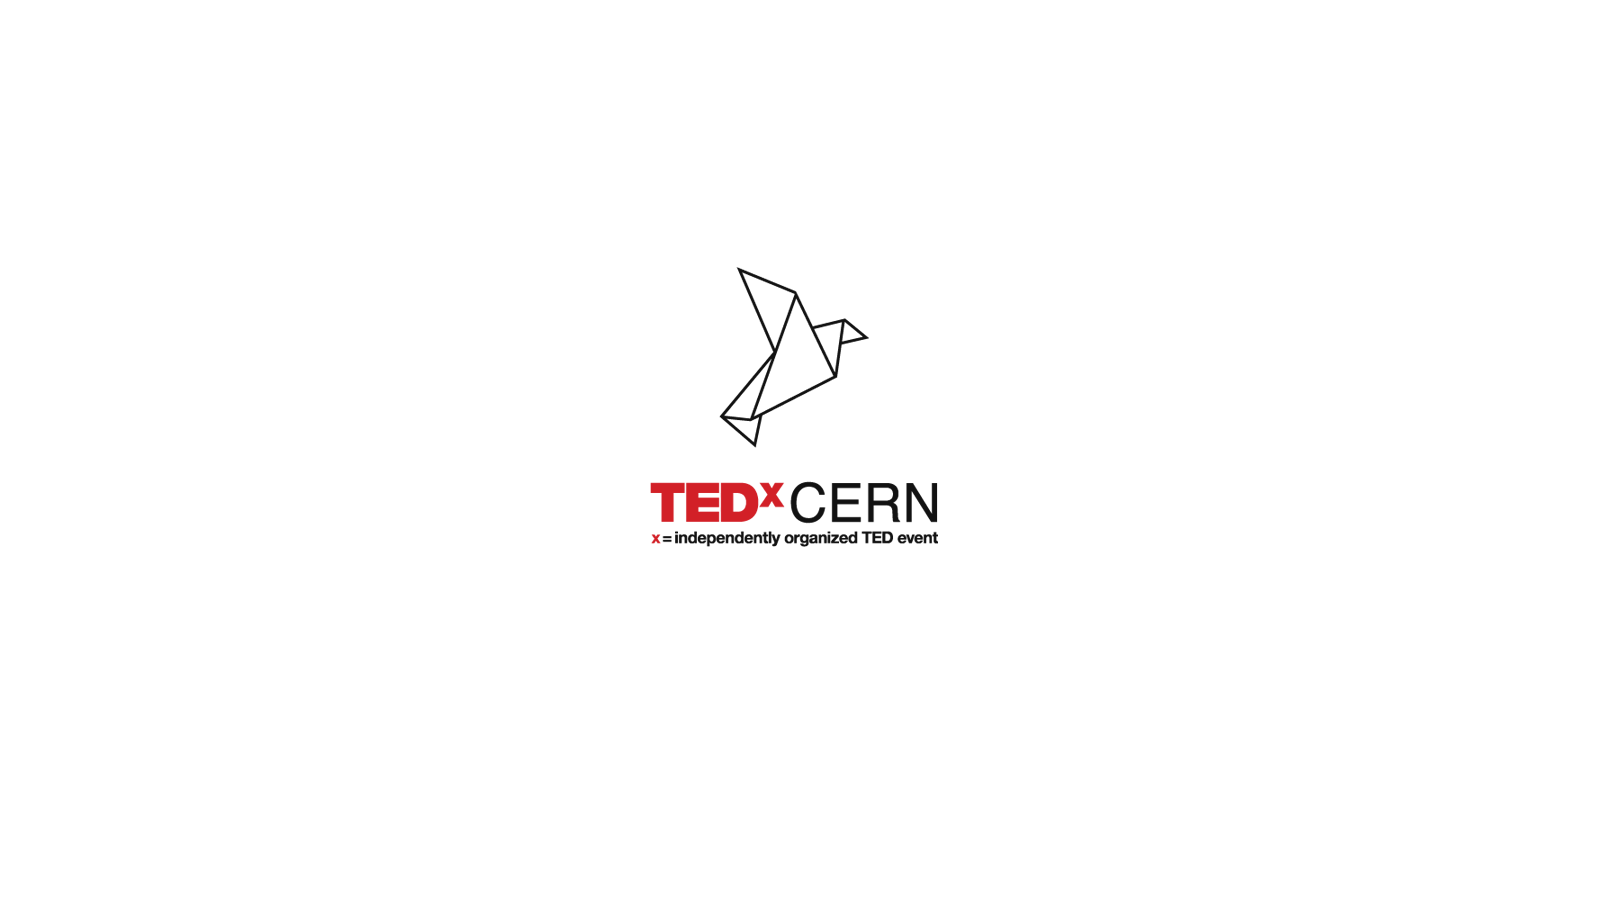 TEDxCERN
x = independently organized TED event